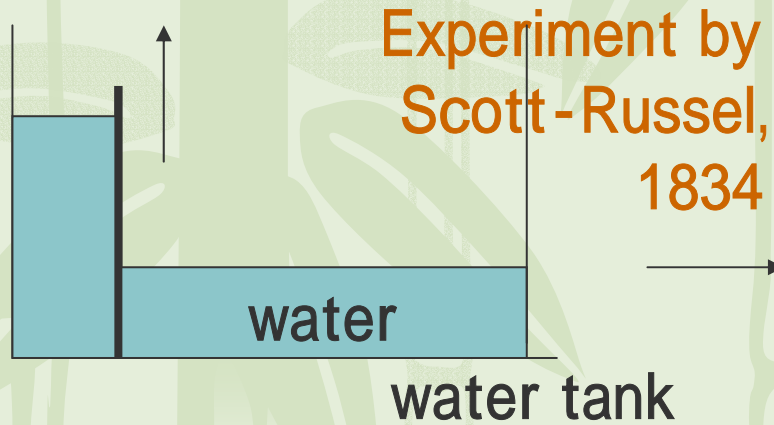 Experiment by
Scott-Russel,
1834
water
water tank